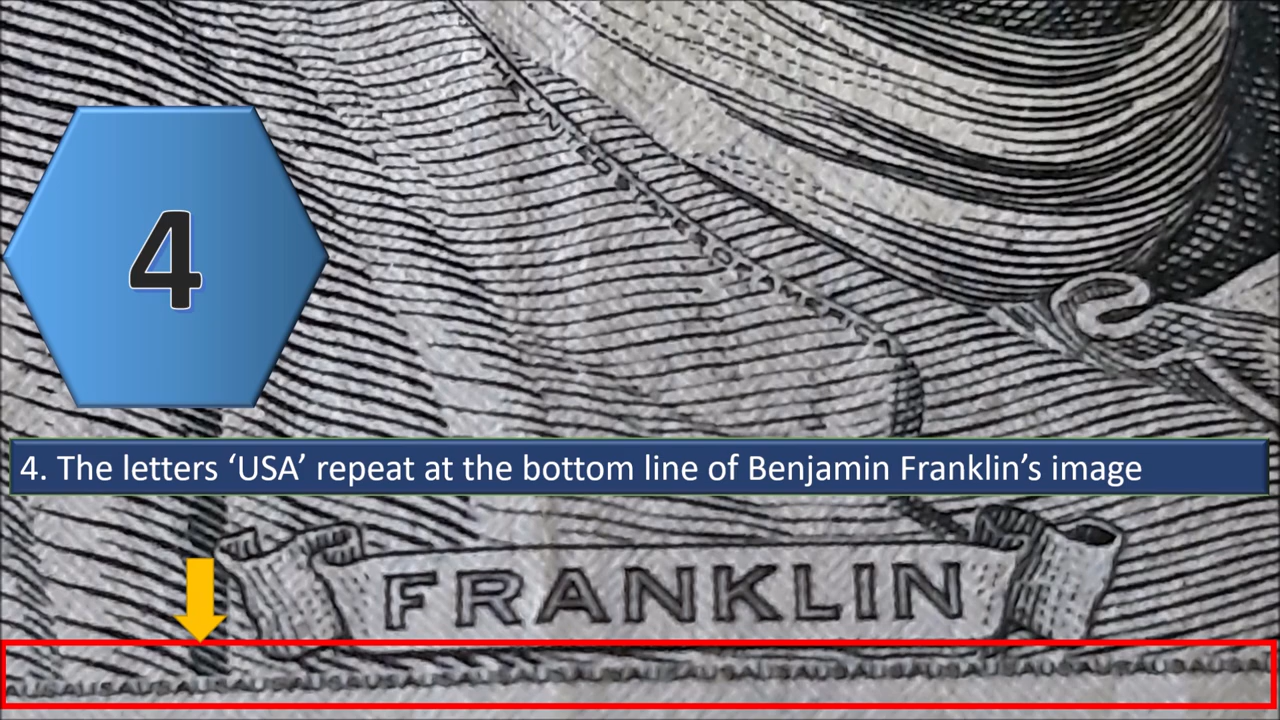 THE UNITED STATES OF AMERICA
4
4. The letters ‘USA’ repeat at the bottom line of Benjamin Franklin’s image
FRANKLIN